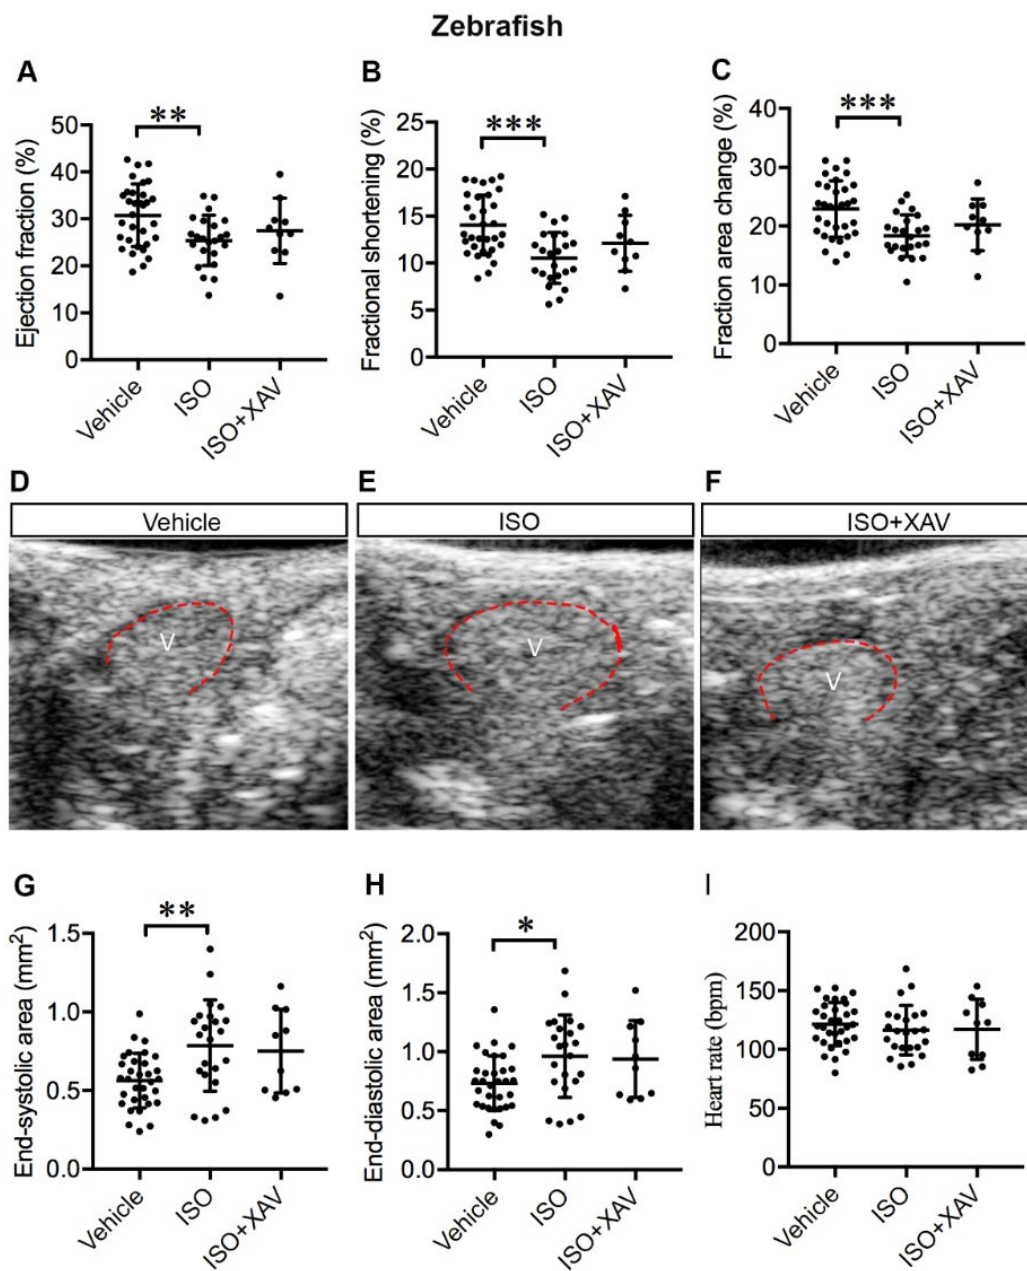 Zebrafish
A
B
C
**
***
***
Ejection fraction (%)
50
40
30
20
10
0
Vehicle
ISO
ISO+XAV
Fractional shortening (%)
25
20
15
10
5
0
Vehicle
ISO
ISO+XAV
Fraction area change (%)
40
30
20
10
0
Vehicle
ISO
ISO+XAV
D
E
F
Vehicle
ISO
ISO+XAV
V
V
V
G
H
I
**
*
End-systolic area (mm²)
1.5
1.0
0.5
0.0
Vehicle
ISO
ISO+XAV
End-diastolic area (mm²)
2.0
1.5
1.0
0.5
0.0
Vehicle
ISO
ISO+XAV
Heart rate (bpm)
200
150
100
50
0
Vehicle
ISO
ISO+XAV